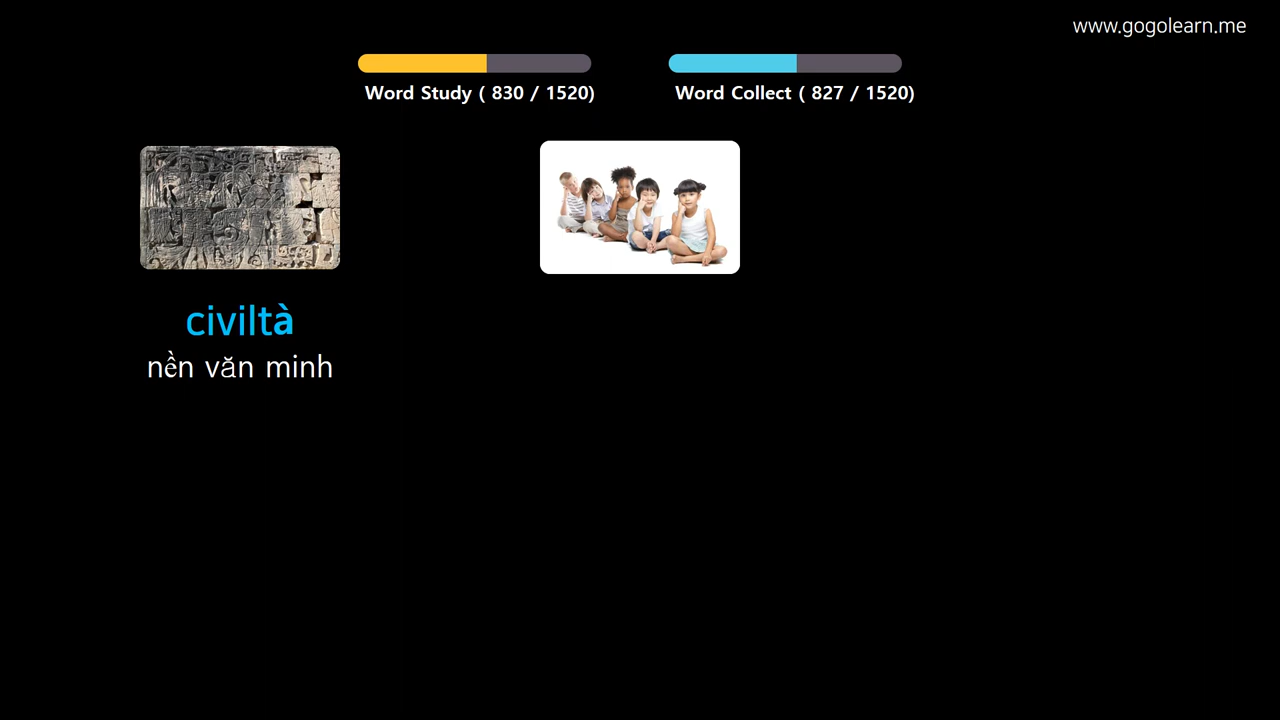 www.gogolearn.me
Word Study ( 830 / 1520)
Word Collect ( 827 / 1520)
civiltà
nền văn minh